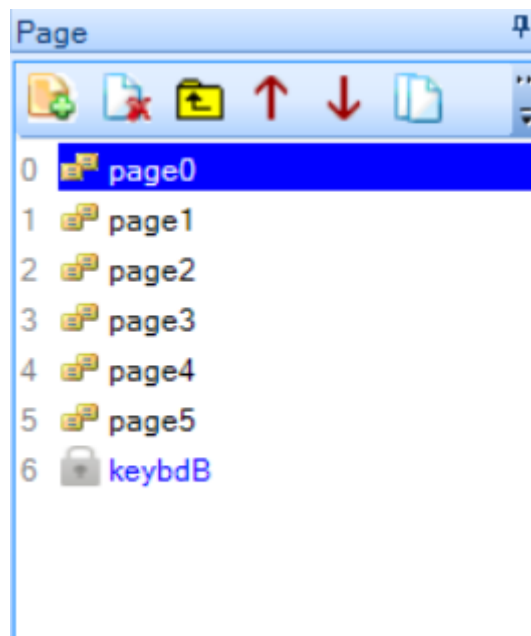 Page
0 page0
1 page1
2 page2
3 page3
4 page4
5 page5
6 keybdB